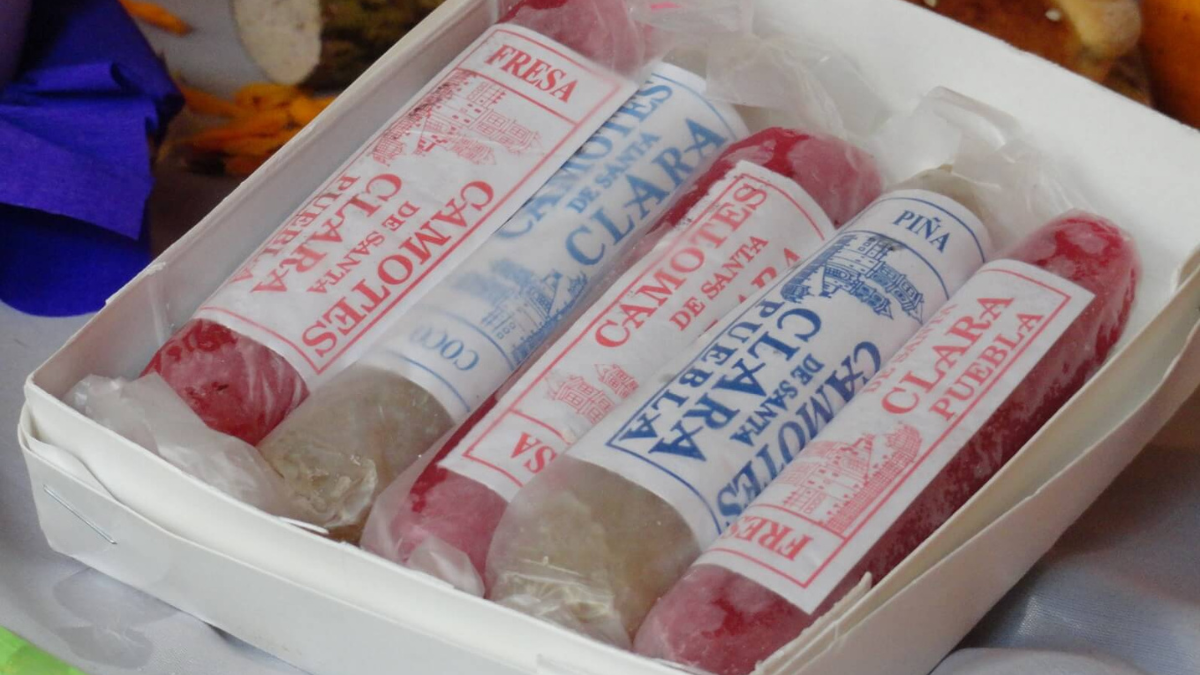 FRESA
CAMOTES
DE SANTA
CLARA
PUEBLA
CAMOTES
DE SANTA
CLARA
COCO
CAMOTES
DE SANTA
PIÑA
CAMOTES
DE SANTA
CLARA
PUEBLA
CLARA
PUEBLA